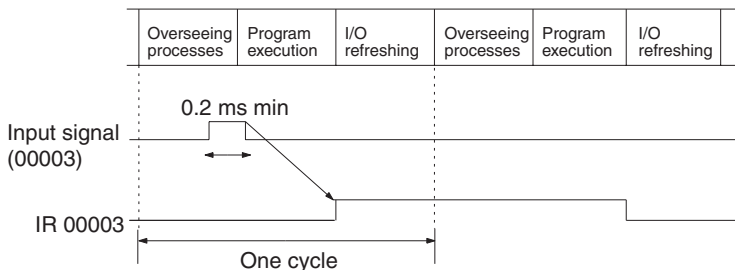 Overseeing processes
Program execution
I/O refreshing
Overseeing processes
Program execution
I/O refreshing
0.2 ms min
Input signal
(00003)
IR 00003
One cycle